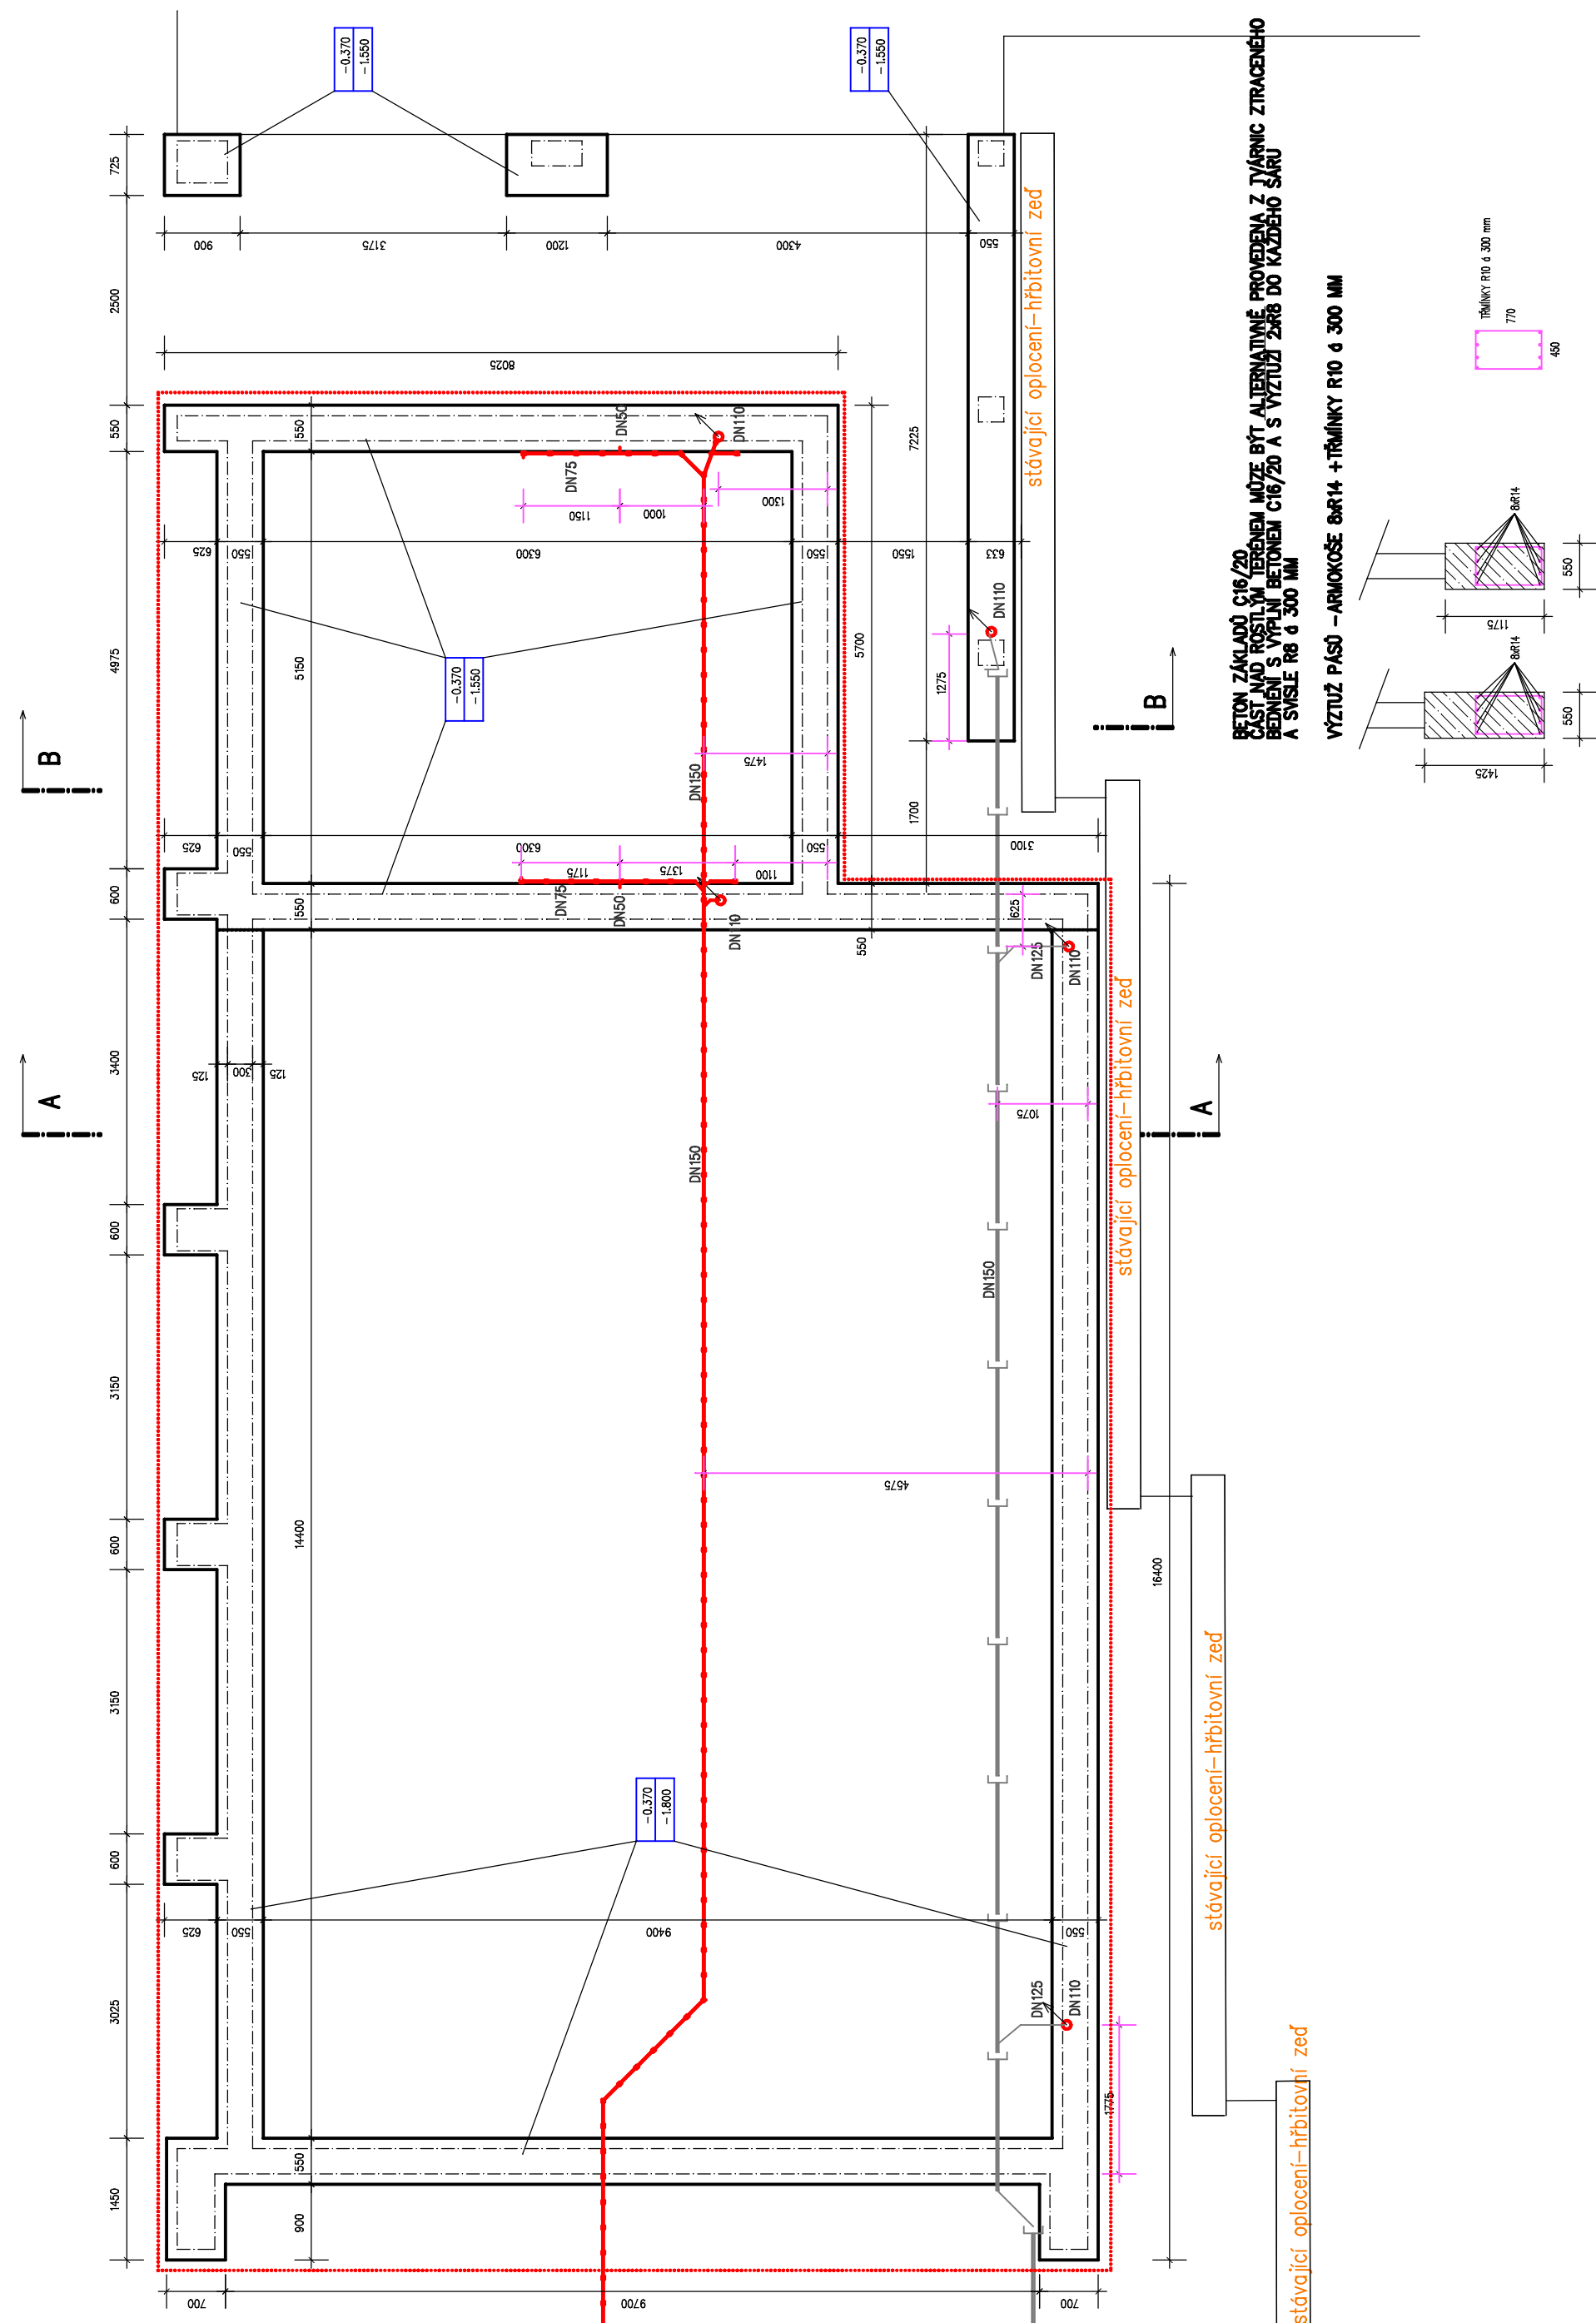 BETON ZÁKLADŮ C16/20
ČÁST NAD ROSTLÝM TERÉNEM MŮŽE BÝT ALTERNATIVNĚ PROVEDENA Z TVÁRNIC ZTRACENÉHO
BEDNĚNÍ S VÝPLNÍ BETONEM C16/20 A S VÝZTUŽÍ 2xR8 DO KAŽDÉHO ŠÁRU
A SVISLE R8 á 300 MM
VÝZTUŽ PÁSŮ -ARMOKOŠE 8xR14 +TŘMÍNKY R10 á 300 MM
TŘMÍNKY R10 á 300 mm
770
450
8xR14
1175
550
8xR14
1425
550
stávající oplocení-hřbitovní zeď
stávající oplocení-hřbitovní zeď
stávající oplocení-hřbitovní zeď
stávající oplocení-hřbitovní zeď
-0.370
-1.550
-0.370
-1.550
-0.370
-1.550
-0.370
-1.800
725
2500
550
4975
600
3400
600
3150
600
3150
600
3025
1450
900
3175
1200
4300
550
8025
7225
550
DN50
DN110
DN75
1150
1000
1300
625
550
6300
550
1550
633
DN110
5150
5700
1275
DN150
1475
1700
625
550
6300
550
3100
1175
1375
1100
DN75
DN50
DN110
550
550
625
DN125
DN110
B
B
A
A
125
300
125
1075
DN150
DN150
4575
14400
16400
625
550
9400
550
DN125
DN110
1775
550
900
700
9700
700